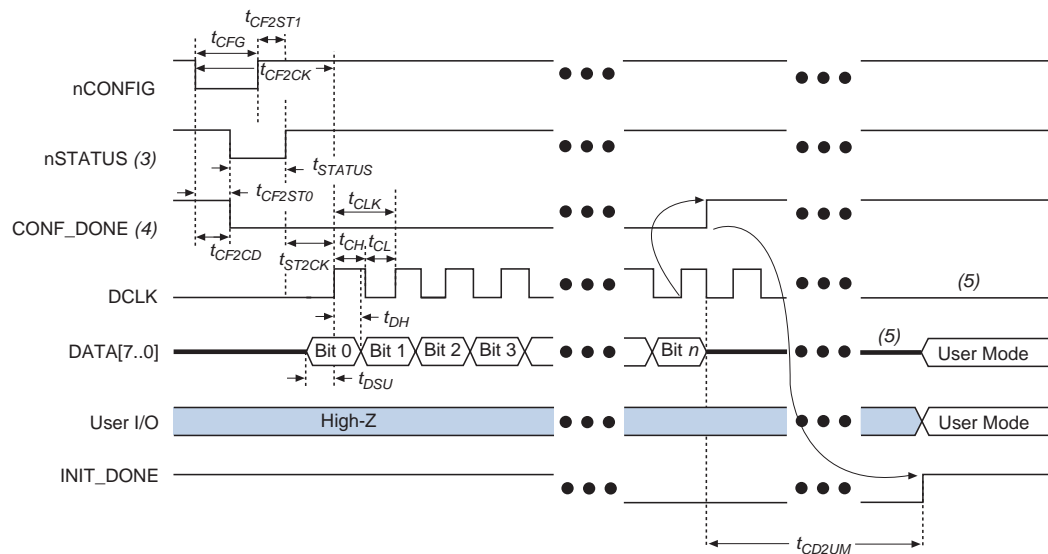 tCF2ST1
tCFG
tCF2CK
nCONFIG
nSTATUS (3)
tSTATUS
tCF2ST0
tCLK
CONF_DONE (4)
tCF2CD
tST2CK
tCH
tCL
DCLK
(5)
tDH
DATA[7..0]
Bit 0
Bit 1
Bit 2
Bit 3
Bit n
(5)
User Mode
tDSU
User I/O
High-Z
User Mode
INIT_DONE
tCD2UM